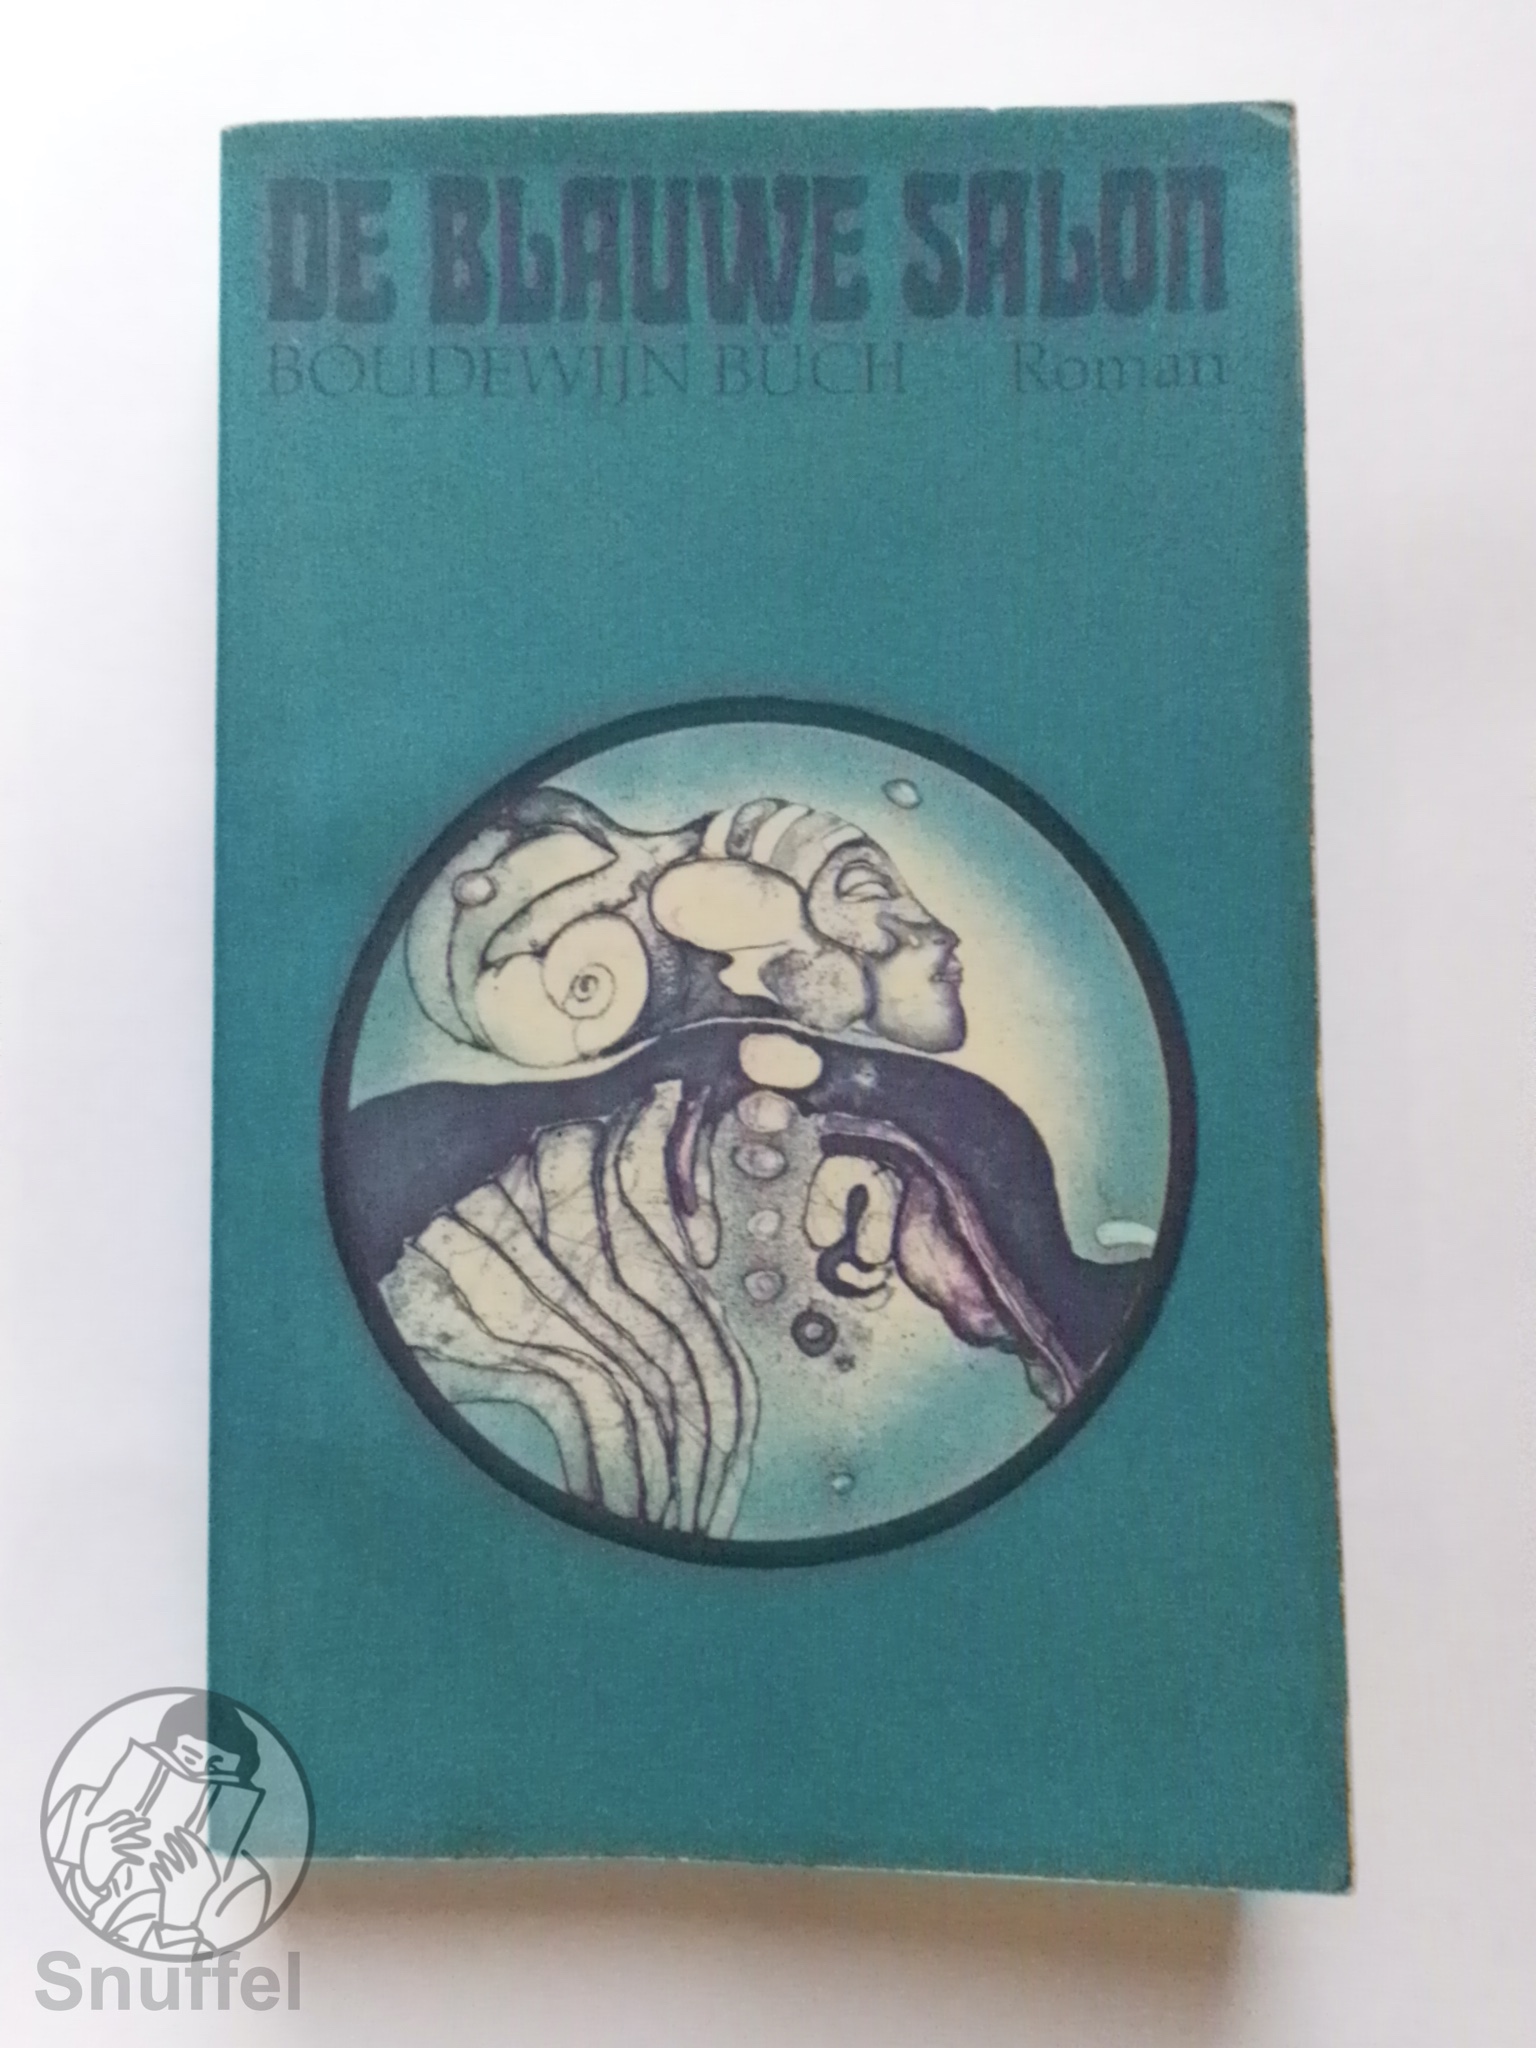 DE BLAUWE SALON
BOUDEWIJN BÜCH Roman
Snuffel